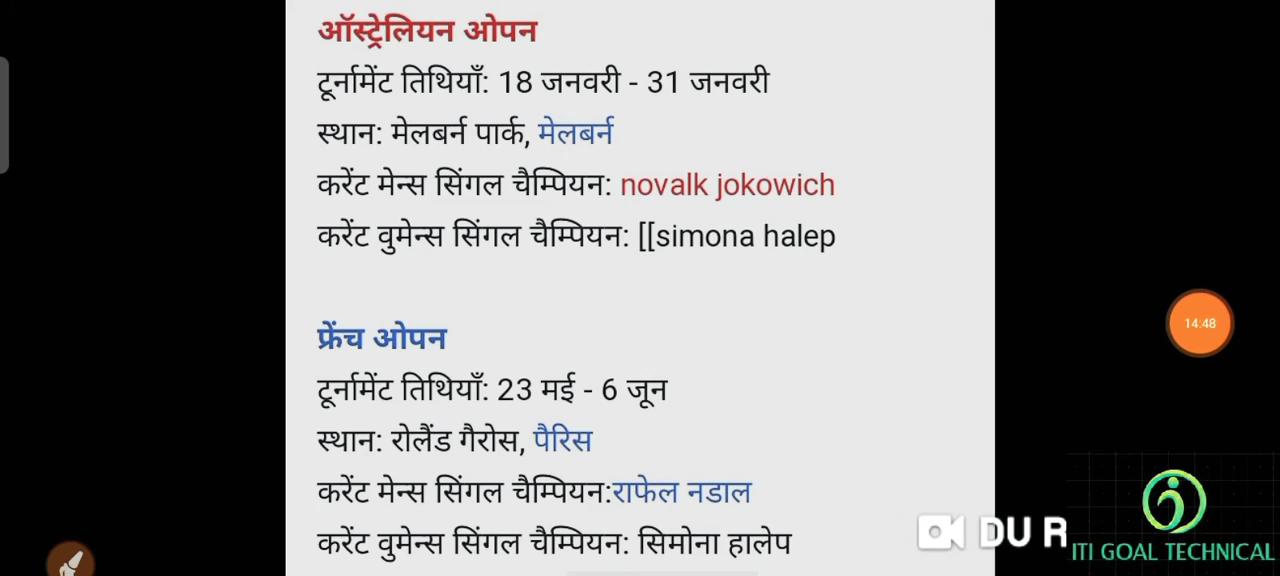 ऑस्ट्रेलियन ओपन
टूर्नामेंट तिथियाँ: 18 जनवरी - 31 जनवरी
स्थान: मेलबर्न पार्क, मेलबर्न
करेंट मेन्स सिंगल चैम्पियन: novalk jokowich
करेंट वुमेन्स सिंगल चैम्पियन: [[simona halep
फ्रेंच ओपन
टूर्नामेंट तिथियाँ: 23 मई - 6 जून
स्थान: रोलैंड गैरोस, पैरिस
करेंट मेन्स सिंगल चैम्पियन:राफेल नडाल
करेंट वुमेन्स सिंगल चैम्पियन: सिमोना हालेप
14:48
DU R
ITI GOAL TECHNICAL